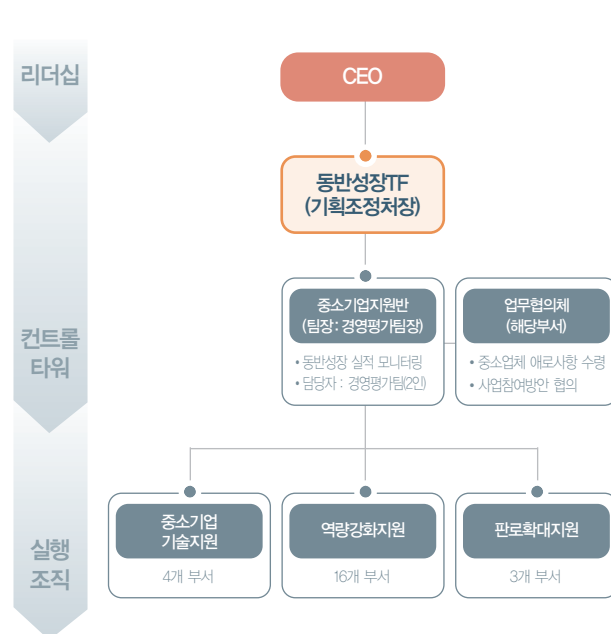 리더십
CEO
동반성장TF
(기획조정처장)
컨트롤
타워
중소기업지원반
(팀장 : 경영평가팀장)
• 동반성장 실적 모니터링
• 담당자 : 경영평가팀(2인)
업무협의체
(해당부서)
• 중소업체 애로사항 수령
• 사업참여방안 협의
실행
조직
중소기업
기술지원
4개 부서
역량강화지원
16개 부서
판로확대지원
3개 부서